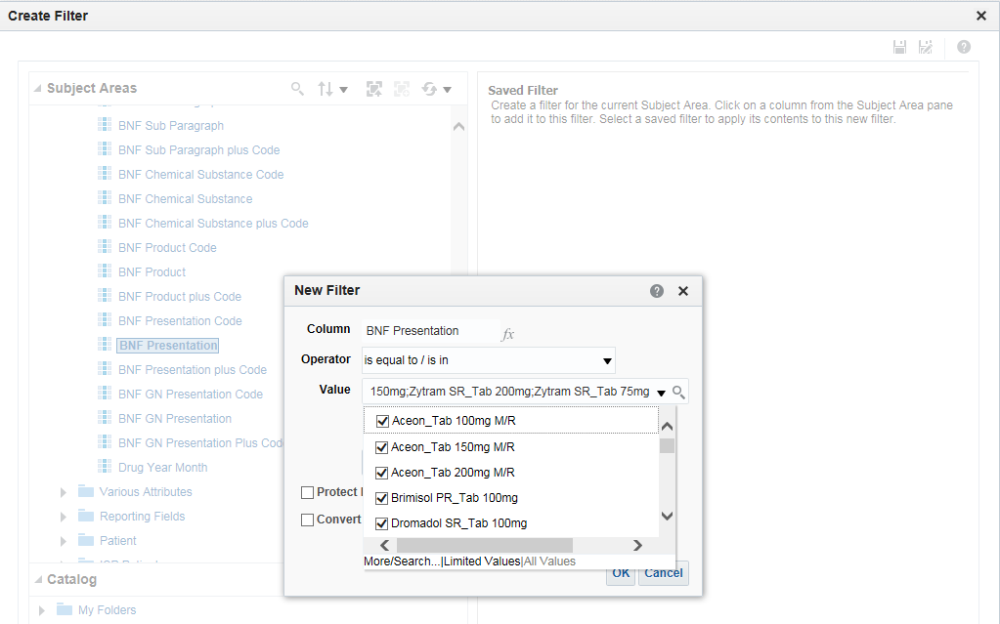 Create Filter
Subject Areas
BNF Sub Paragraph
BNF Sub Paragraph plus Code
BNF Chemical Substance Code
BNF Chemical Substance
BNF Chemical Substance plus Code
BNF Product Code
BNF Product
BNF Product plus Code
BNF Presentation Code
BNF Presentation
BNF Presentation plus Code
BNF GN Presentation Code
BNF GN Presentation
BNF GN Presentation Plus Cod
Drug Year Month
Various Attributes
Reporting Fields
Patient
Catalog
My Folders
Saved Filter
Create a filter for the current Subject Area. Click on a column from the Subject Area pane
to add it to this filter. Select a saved filter to apply its contents to this new filter.
New Filter
Column BNF Presentation fx
Operator is equal to / is in
Value 150mg;Zytram SR_Tab 200mg;Zytram SR_Tab 75mg
Aceon_Tab 100mg M/R
Aceon_Tab 150mg M/R
Aceon_Tab 200mg M/R
Brimisol PR_Tab 100mg
Dromadol SR_Tab 100mg
Protect
Convert
More/Search...|Limited Values|All Values
OK Cancel